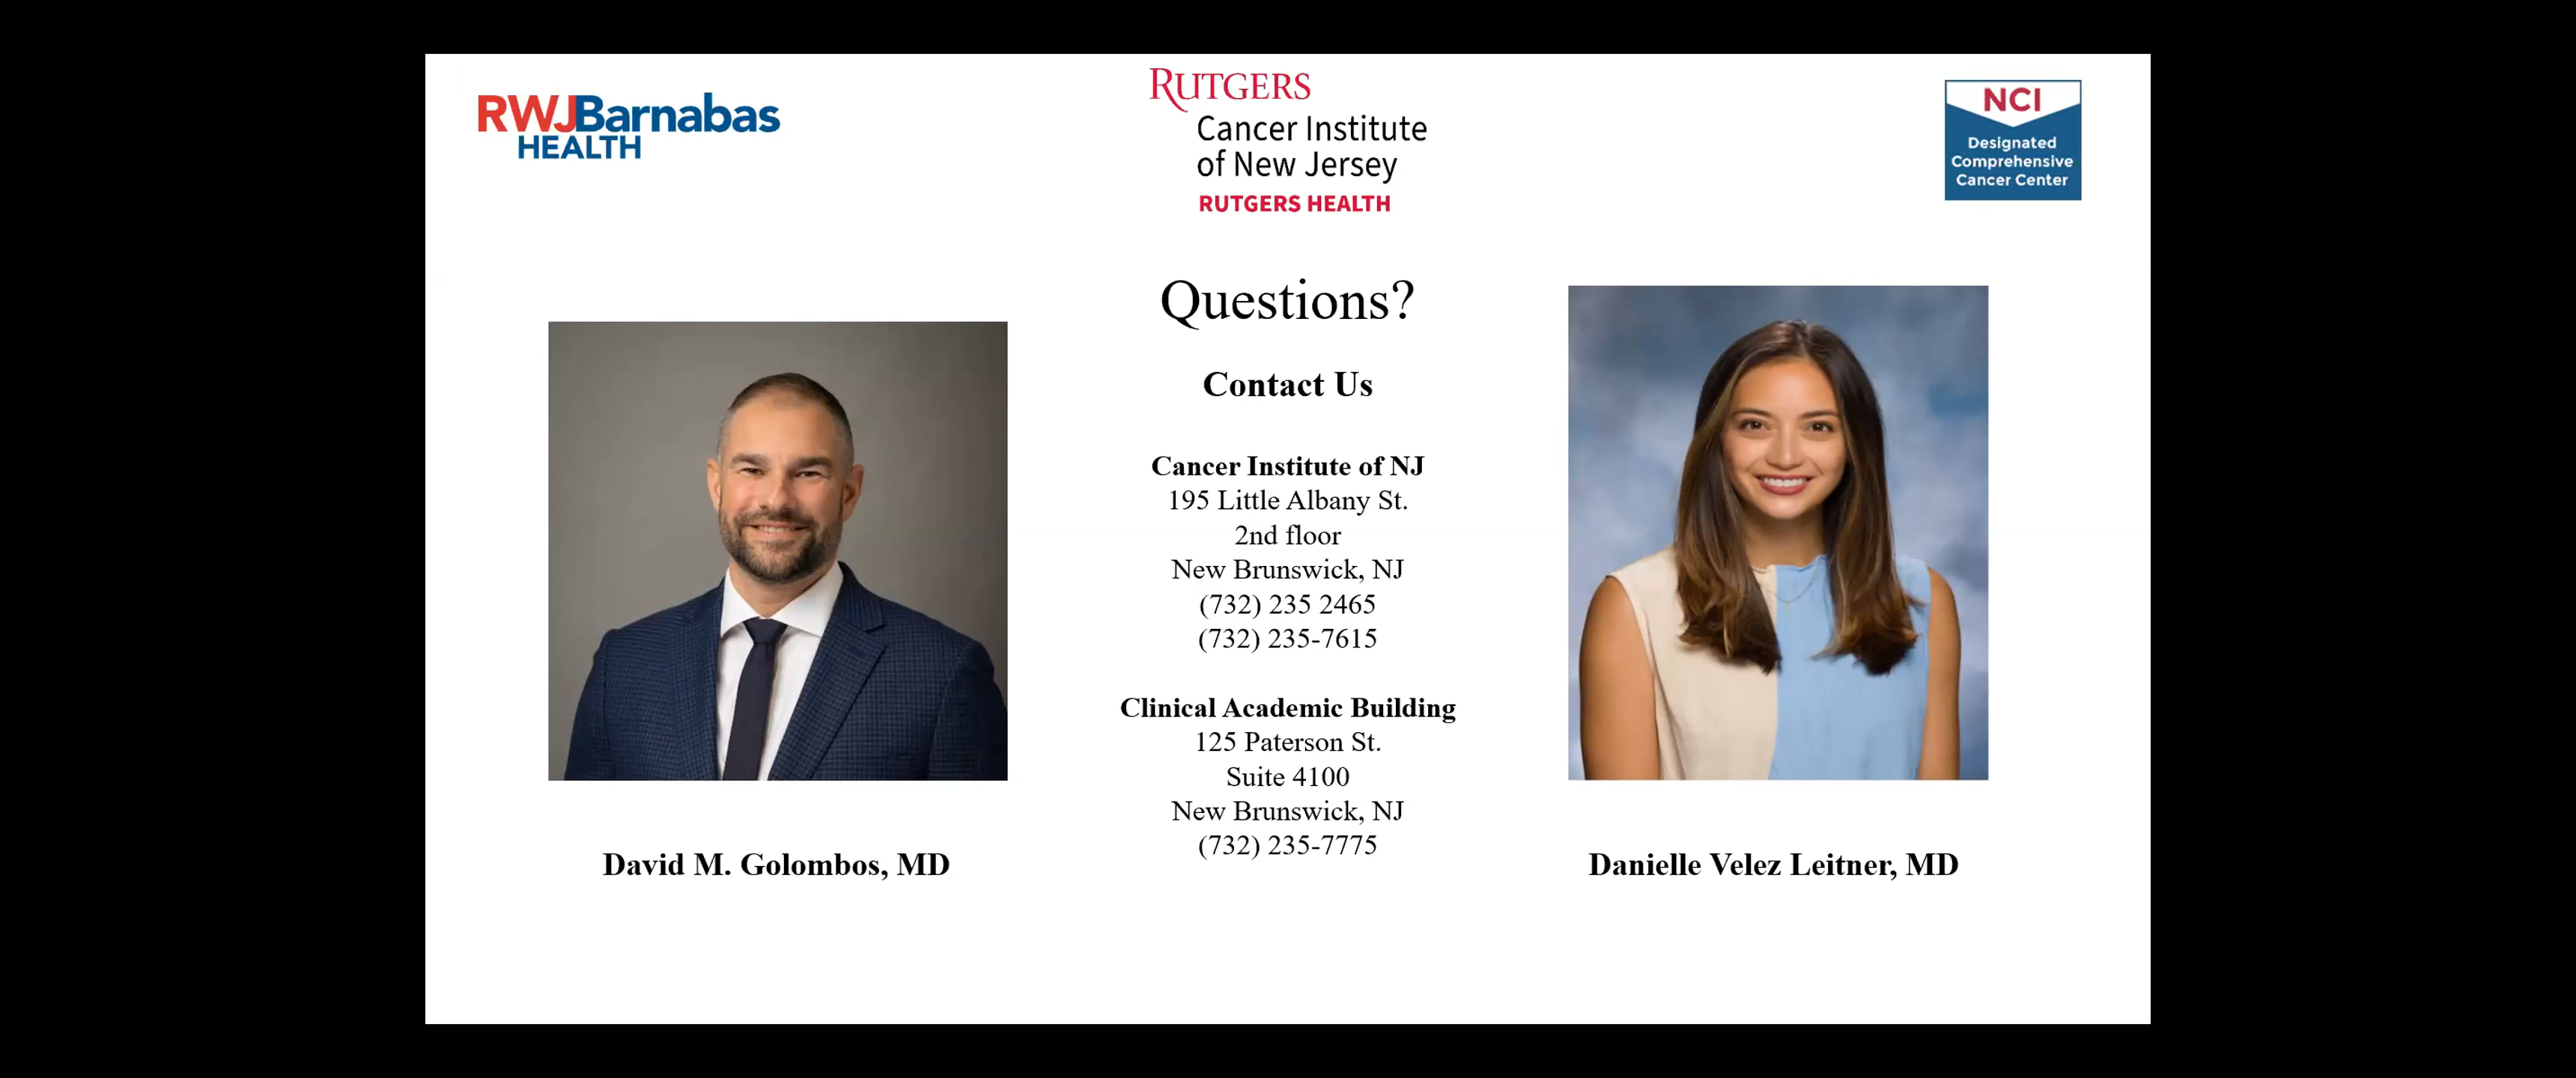 RWJBarnabas
HEALTH
RUTGERS
Cancer Institute
of New Jersey
RUTGERS HEALTH
NCI
Designated
Comprehensive
Cancer Center
Questions?
Contact Us
Cancer Institute of NJ
195 Little Albany St.
2nd floor
New Brunswick, NJ
(732) 235 2465
(732) 235-7615
Clinical Academic Building
125 Paterson St.
Suite 4100
New Brunswick, NJ
(732) 235-7775
David M. Golombos, MD
Danielle Velez Leitner, MD